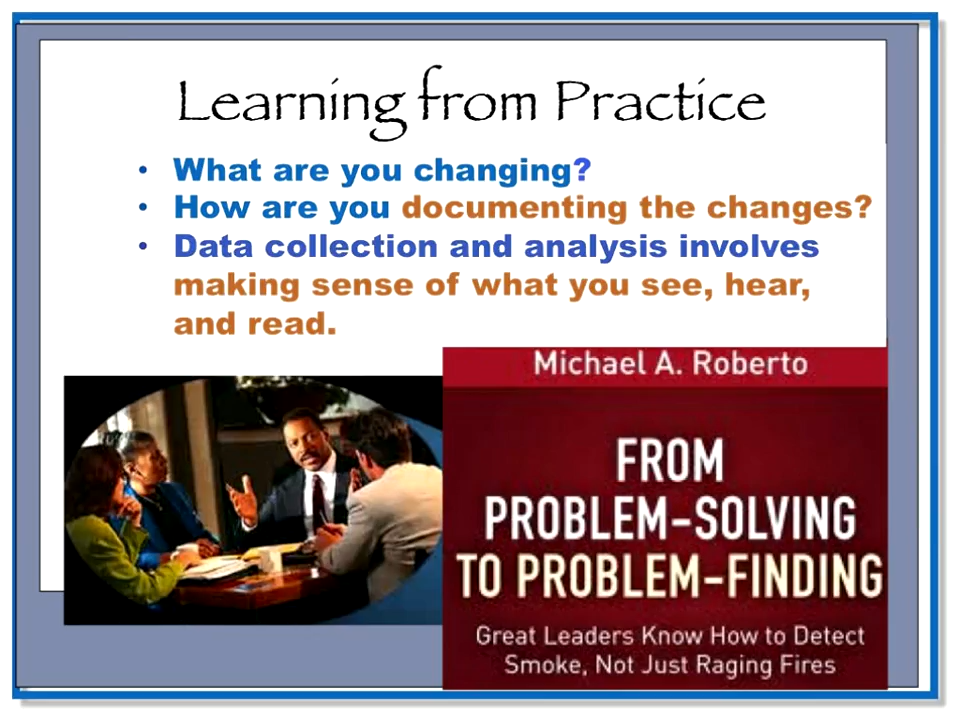 Learning from Practice
• What are you changing?
• How are you documenting the changes?
• Data collection and analysis involves
making sense of what you see, hear,
and read.
Michael A. Roberto
FROM
PROBLEM-SOLVING
TO PROBLEM-FINDING
Great Leaders Know How to Detect
Smoke, Not Just Raging Fires